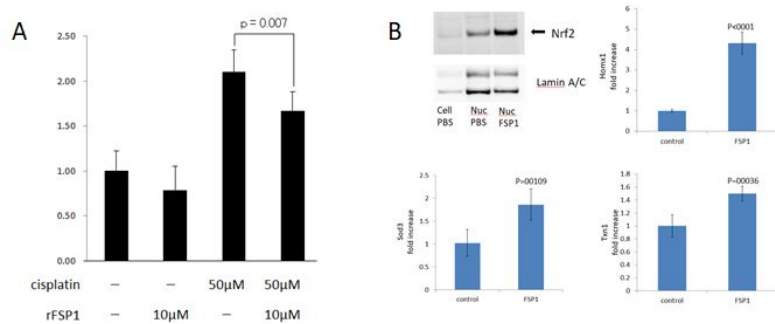 A
p = 0.007
2.50
2.00
1.50
1.00
0.50
0.00
cisplatin – – 50μM 50μM
rFSP1 – 10μM – 10μM
B
Nrf2
Lamin A/C
Cell Nuc Nuc
PBS PBS FSP1
P<0001
Homx1
fold increase
6
5
4
3
2
1
0
control FSP1
P=00109
Sod3
fold increase
2.5
2
1.5
1
0.5
0
control FSP1
P=00036
Txn1
fold increase
1.8
1.6
1.4
1.2
1
0.8
0.6
0.4
0.2
0
control FSP1